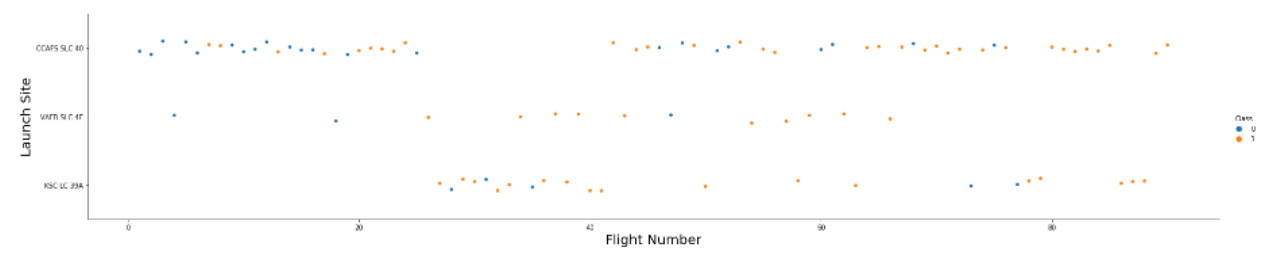 Launch Site
CCAFS SLC 40
VAFB SLC 4E
KSC LC 39A
0
20
40
60
80
Flight Number
Class
0
1